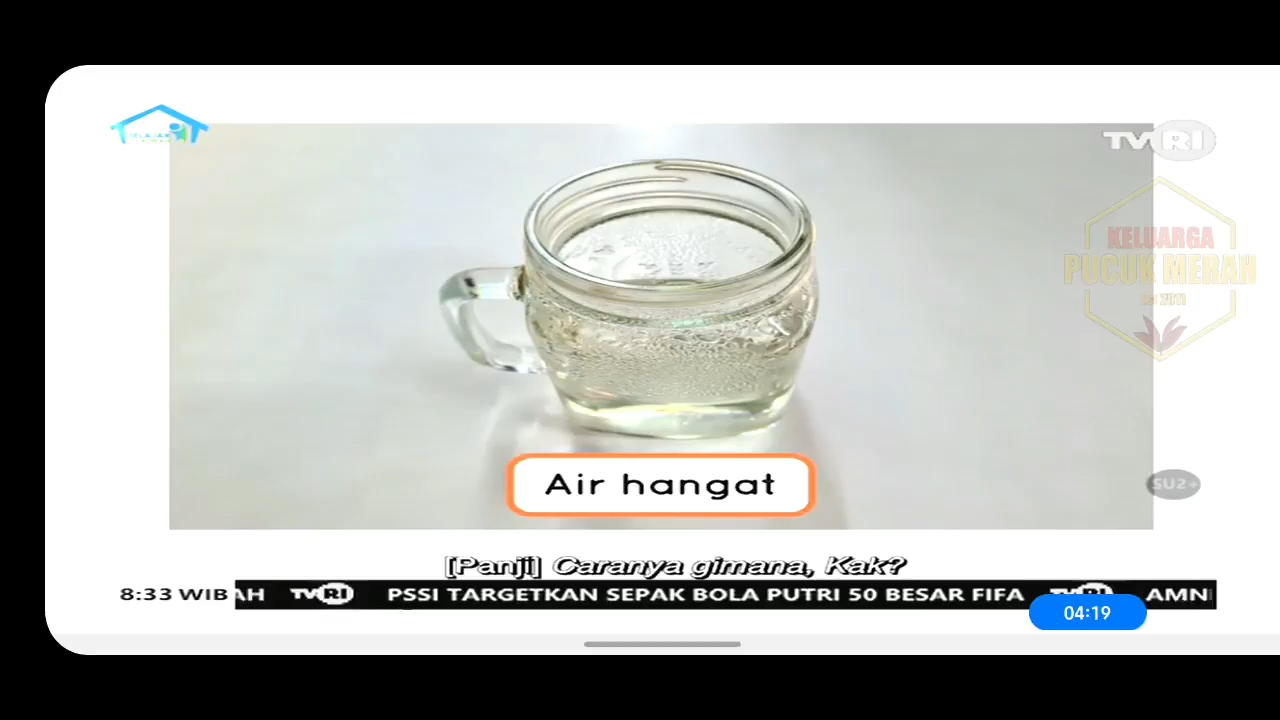 TVRI
KELUARGA
PUCUK MERAH
SU2+
Air hangat
[Panji] Caranya gimana, Kak?
8:33 WIB AH TVRI PSSI TARGETKAN SEPAK BOLA PUTRI 50 BESAR FIFA TVRI AMN
04:19